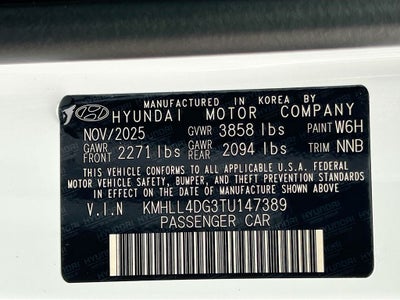 MANUFACTURED IN KOREA BY
HYUNDAI MOTOR COMPANY
NOV/2025 GVWR 3858 lbs PAINT W6H
GAWR FRONT 2271 lbs GAWR REAR 2094 lbs TRIM NNB
THIS VEHICLE CONFORMS TO ALL APPLICABLE U.S.A FEDERAL
MOTOR VEHICLE SAFETY, BUMPER, AND THEFT PREVENTION STANDARDS
IN EFFECT ON THE DATE OF MANUFACTURE SHOWN ABOVE.
V.I.N KMHLL4DG3TU147389
PASSENGER CAR